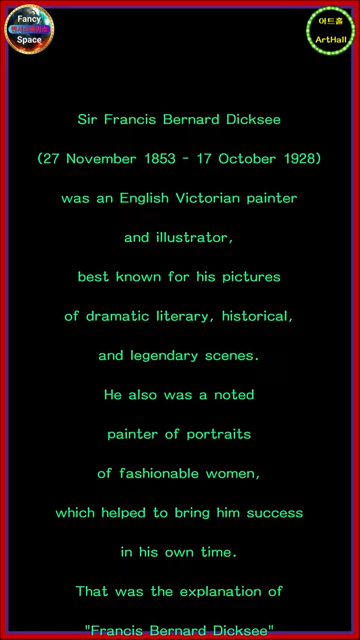 Fancy
Space
아트홀
ArtHall
Sir Francis Bernard Dicksee
(27 November 1853 - 17 October 1928)
was an English Victorian painter
and illustrator,
best known for his pictures
of dramatic literary, historical,
and legendary scenes.
He also was a noted
painter of portraits
of fashionable women,
which helped to bring him success
in his own time.
That was the explanation of
"Francis Bernard Dicksee"